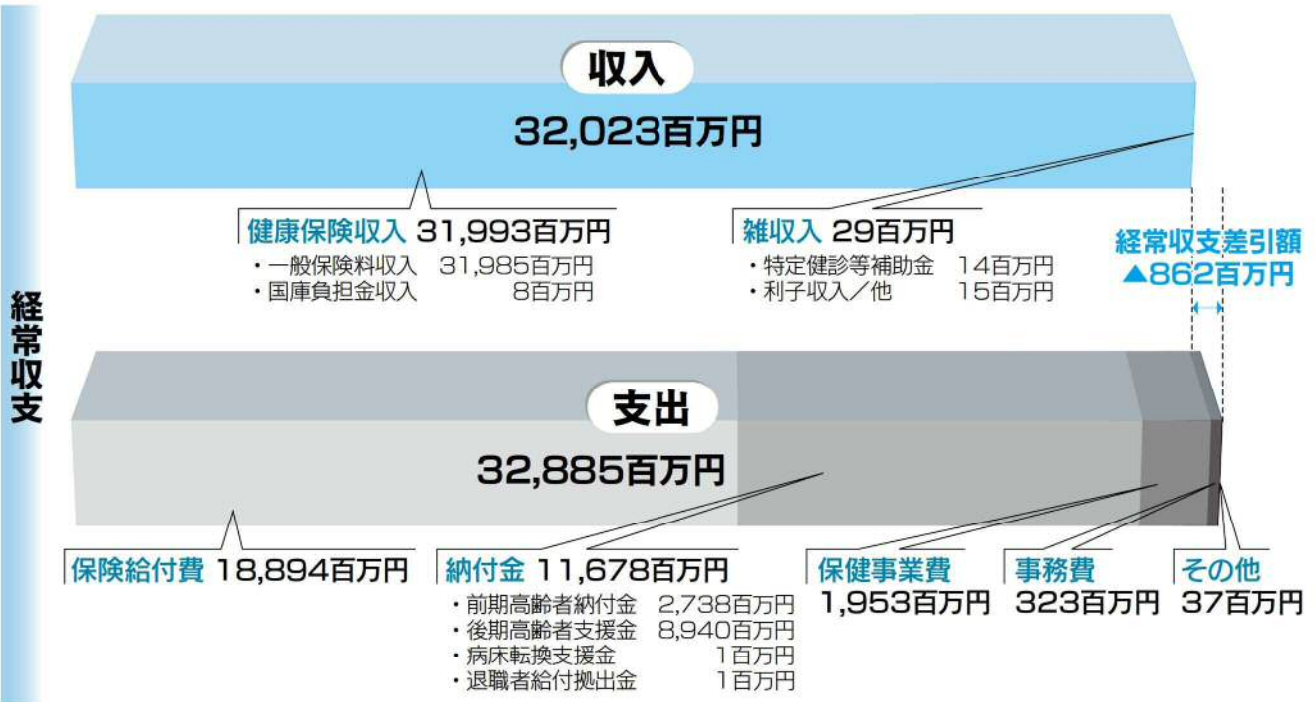 経常収支
収入
32,023百万円
健康保険収入 31,993百万円
・一般保険料収入 31,985百万円
・国庫負担金収入 8百万円
雑収入 29百万円
・特定健診等補助金 14百万円
・利子収入／他 15百万円
経常収支差引額
▲862百万円
支出
32,885百万円
保険給付費 18,894百万円
納付金 11,678百万円
・前期高齢者納付金 2,738百万円
・後期高齢者支援金 8,940百万円
・病床転換支援金 1百万円
・退職者給付拠出金 1百万円
保健事業費
1,953百万円
事務費
323百万円
その他
37百万円